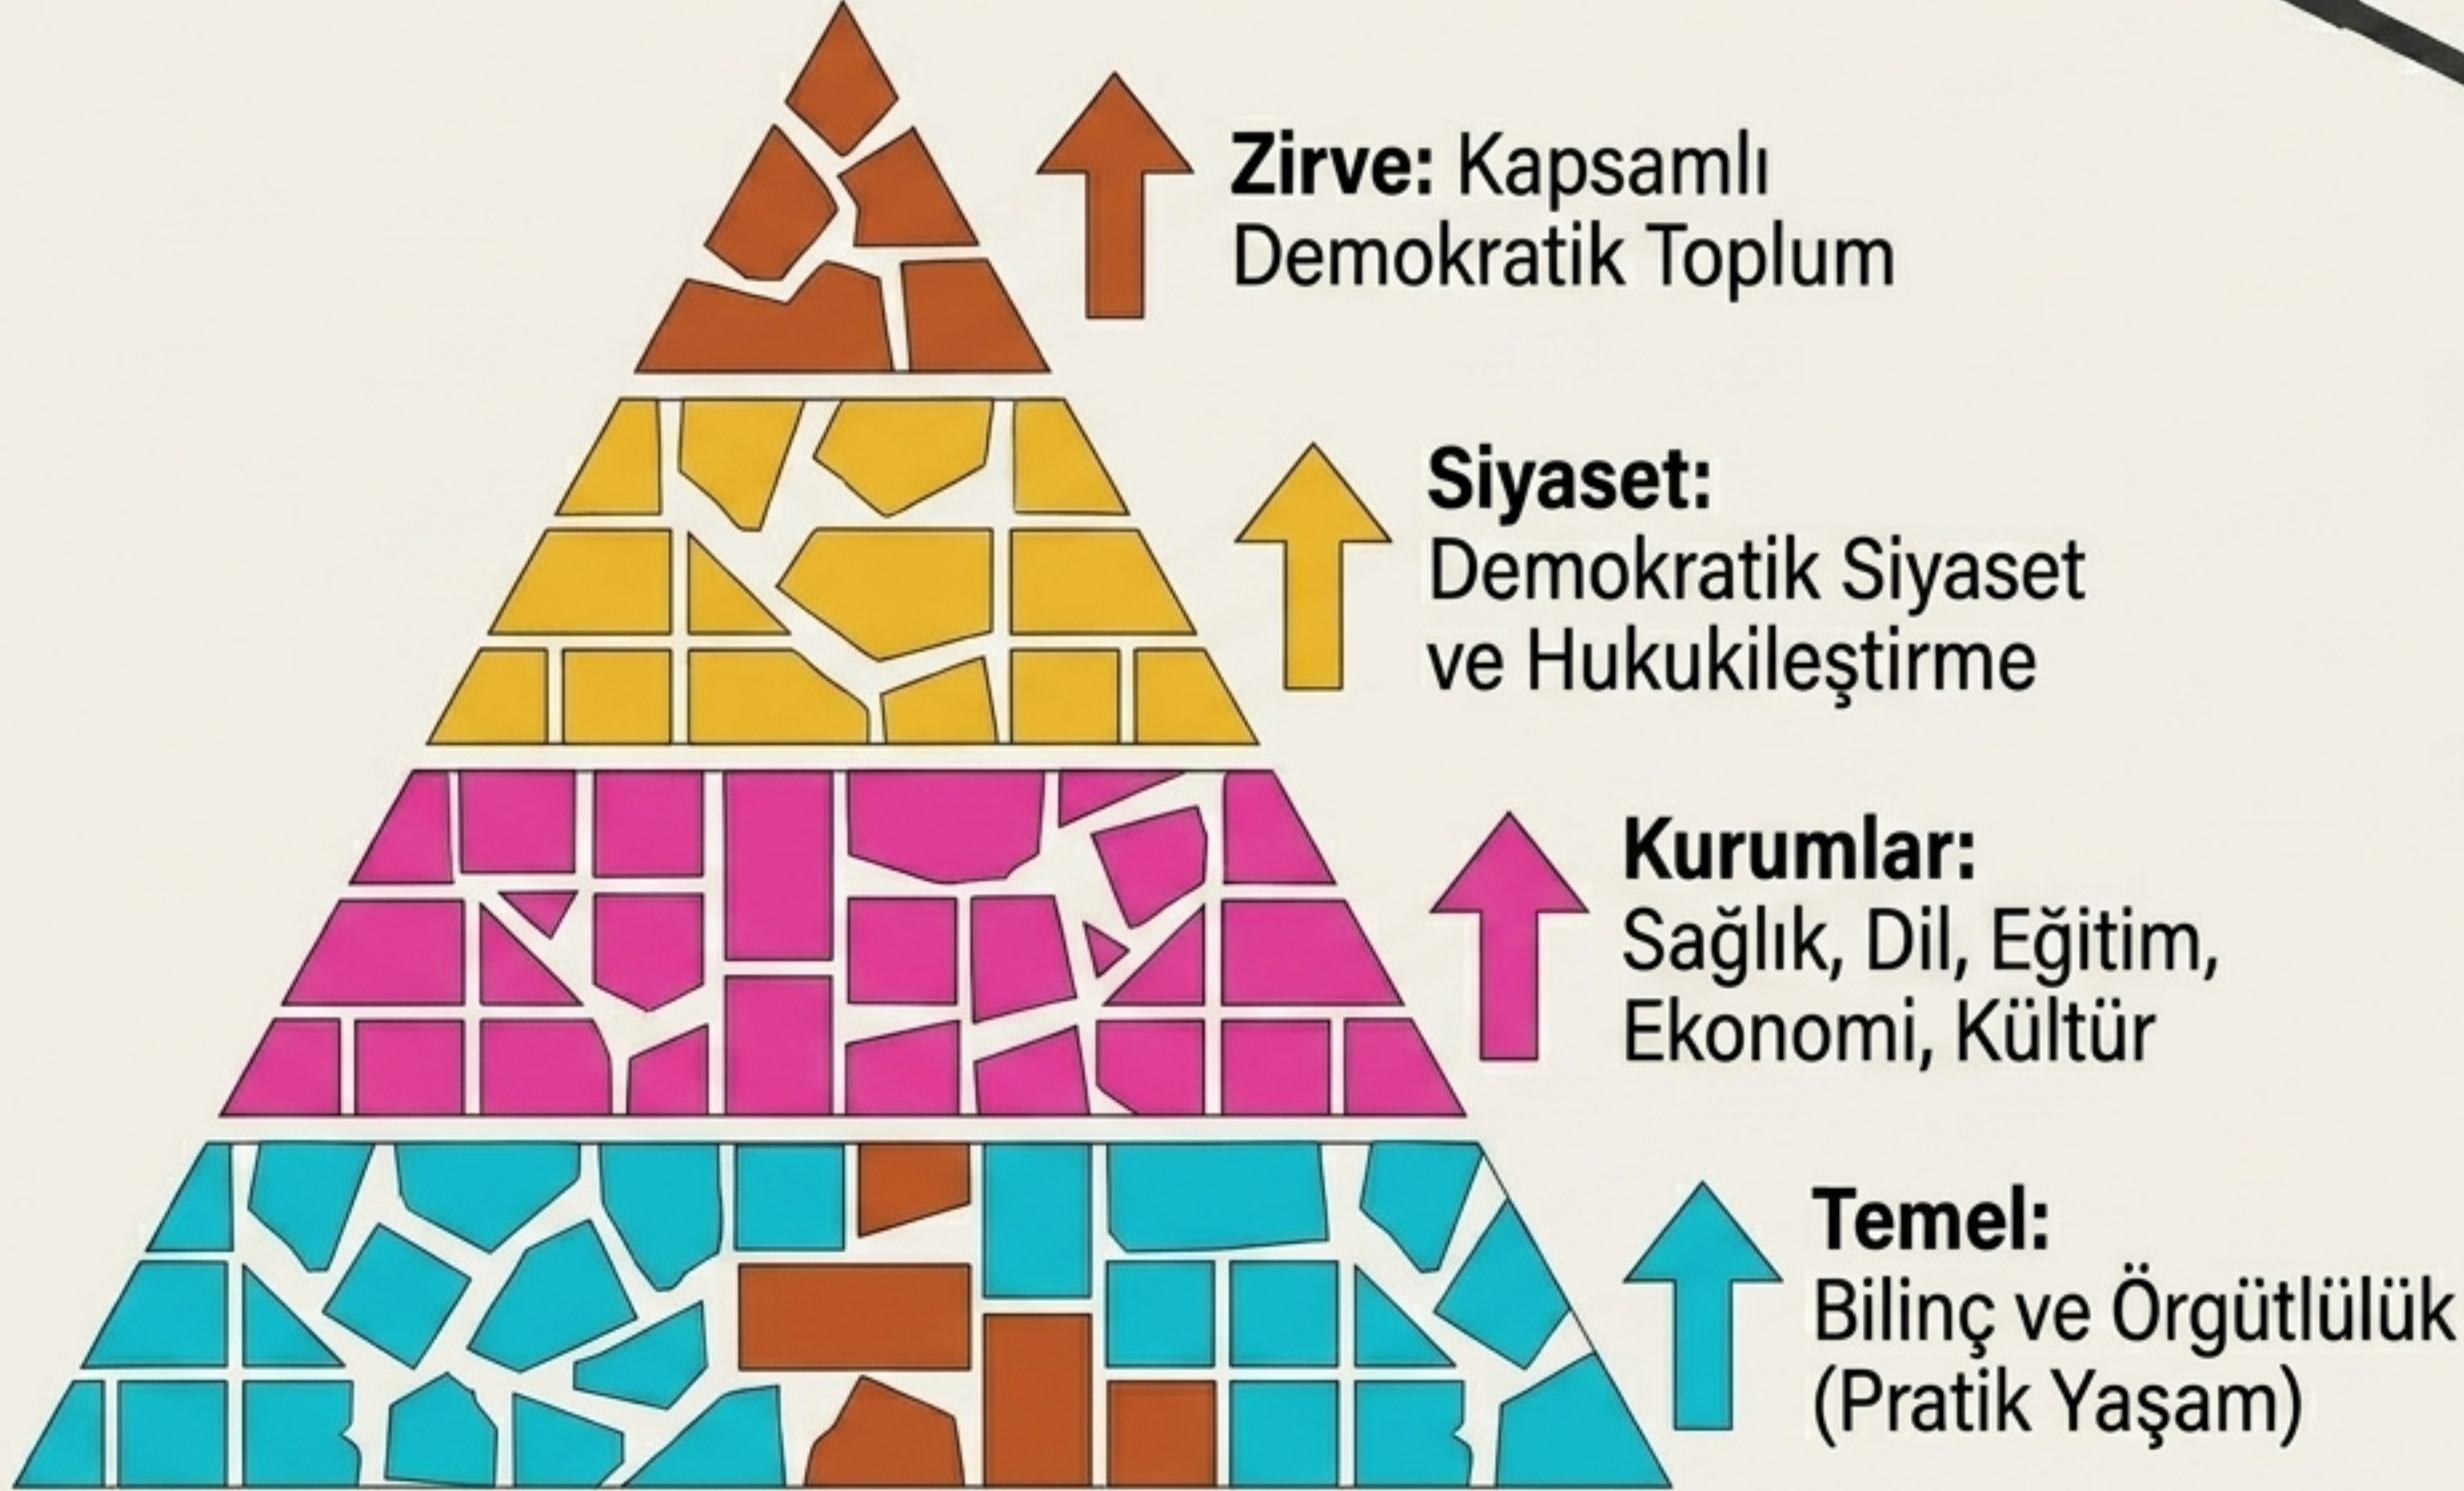 Zirve: Kapsamlı
Demokratik Toplum
Siyaset:
Demokratik Siyaset
ve Hukukileştirme
Kurumlar:
Sağlık, Dil, Eğitim,
Ekonomi, Kültür
Temel:
Bilinç ve Örgütlülük
(Pratik Yaşam)